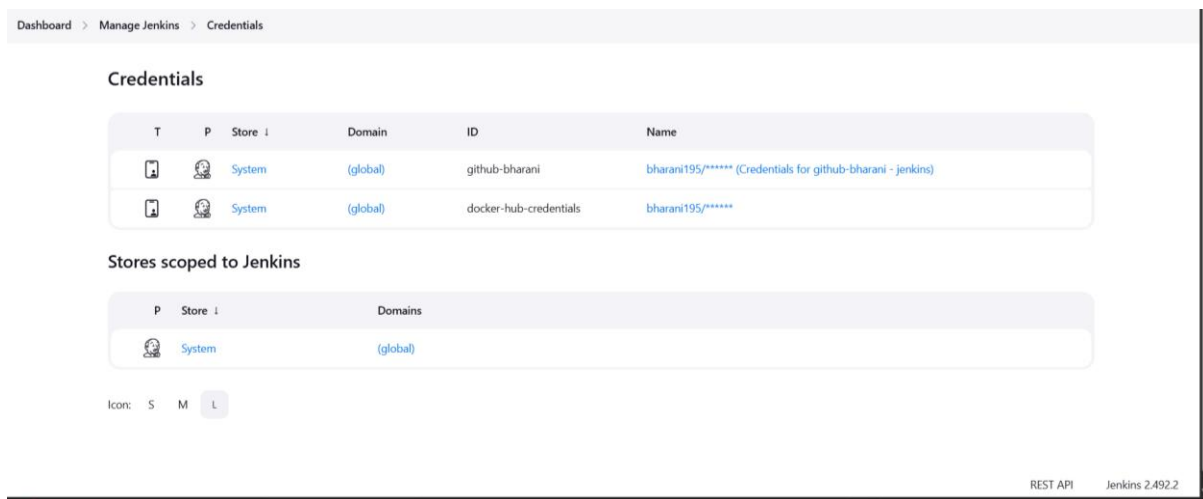 Dashboard > Manage Jenkins > Credentials
Credentials
T P Store ↓ Domain ID Name
System (global) github-bharani bharani195/****** (Credentials for github-bharani - jenkins)
System (global) docker-hub-credentials bharani195/******
Stores scoped to Jenkins
P Store ↓ Domains
System (global)
Icon: S M L
REST API Jenkins 2.492.2